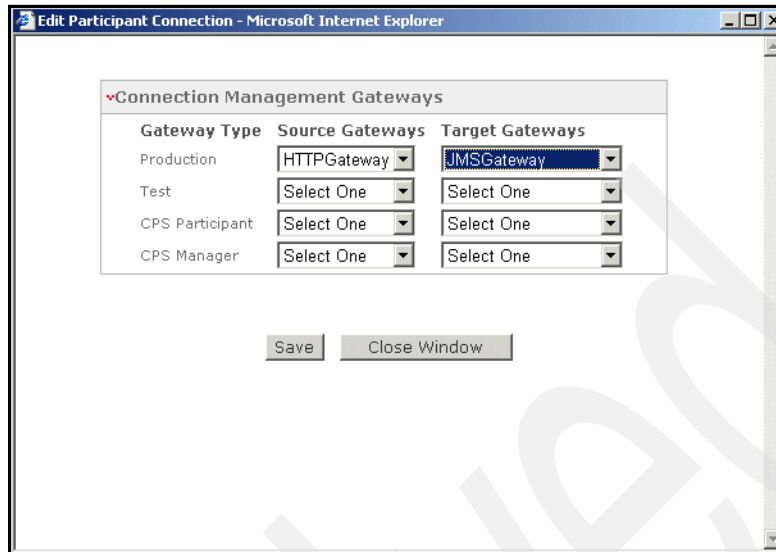 Edit Participant Connection - Microsoft Internet Explorer
Connection Management Gateways
Gateway Type Source Gateways Target Gateways
Production HTTPGateway JMSGateway
Test Select One Select One
CPS Participant Select One Select One
CPS Manager Select One Select One
Save Close Window